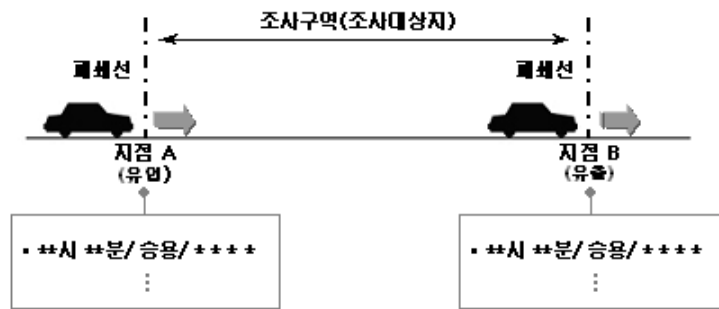 조사구역(조사대상지)
폐쇄선
폐쇄선
지점 A
(유입)
지점 B
(유출)
• **시 **분/ 승용/ * * * *
⋮
• **시 **분/ 승용/ * * * *
⋮